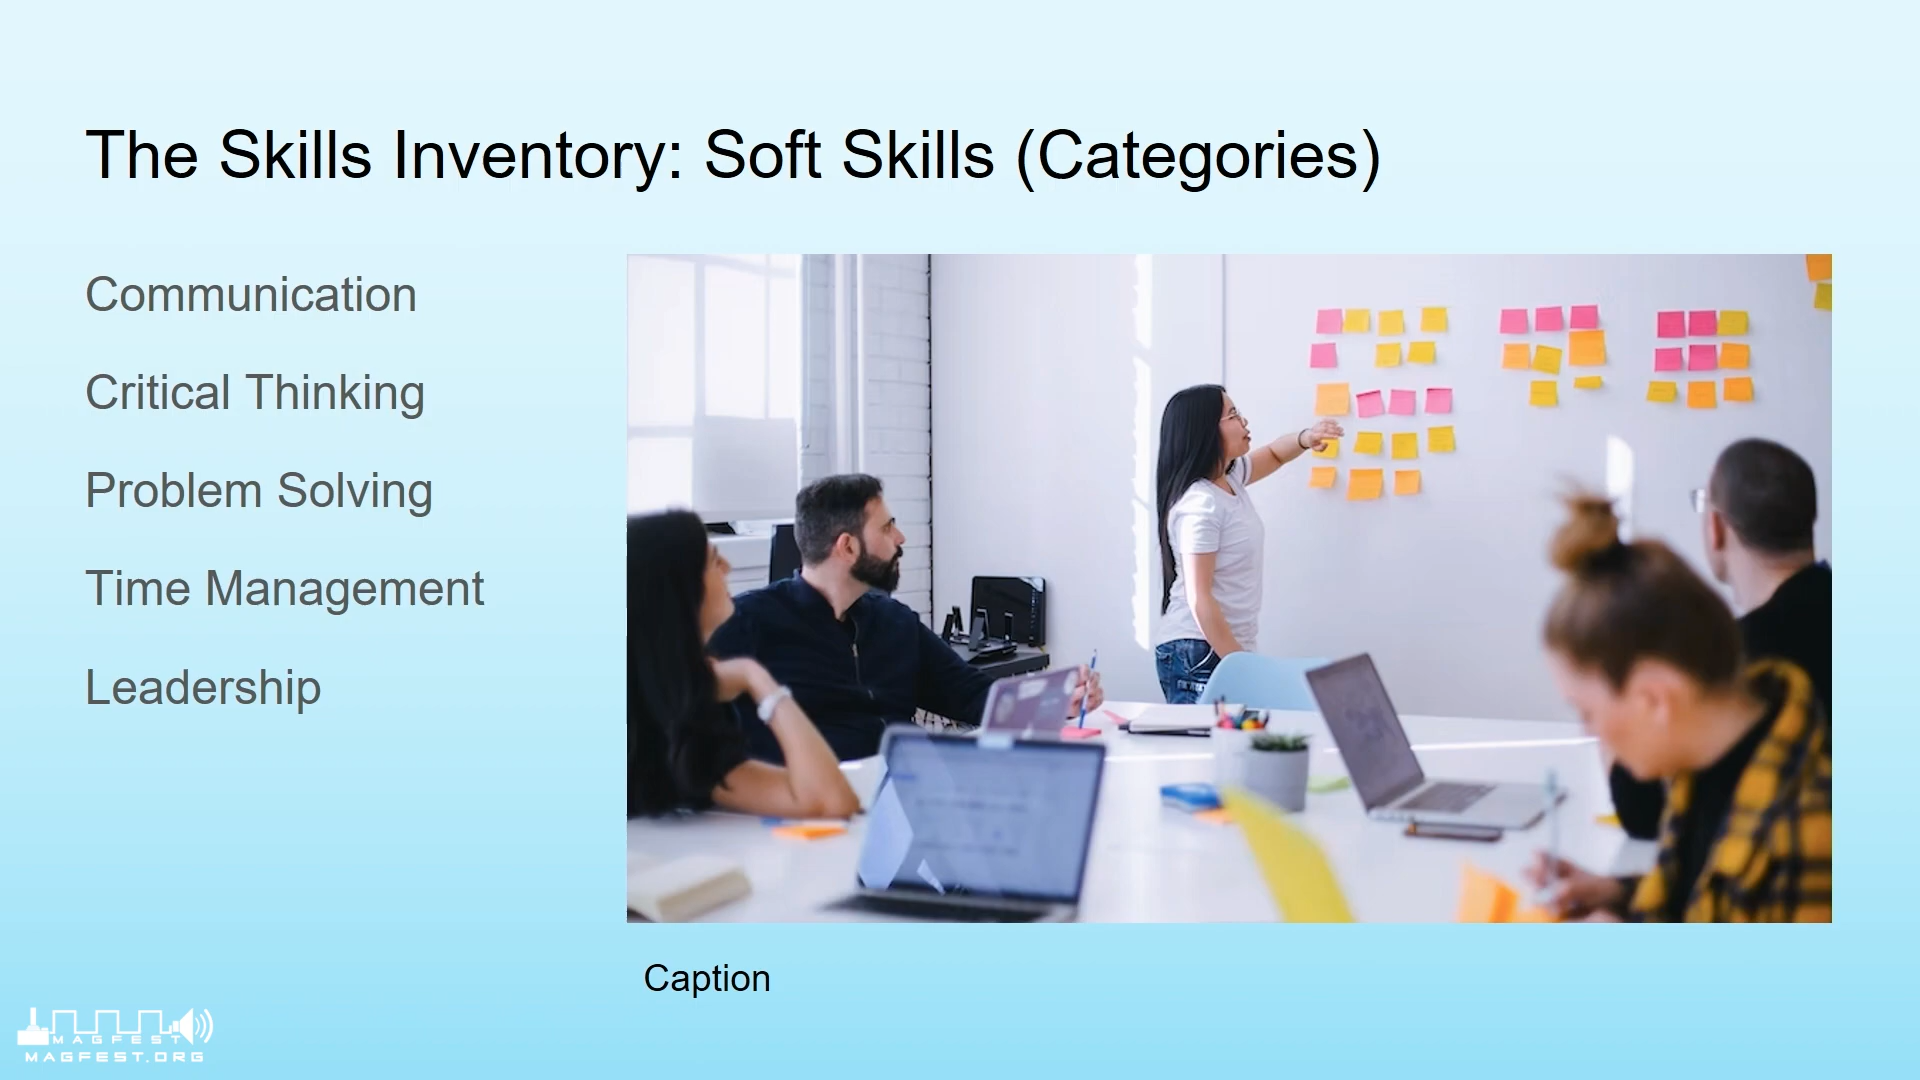 The Skills Inventory: Soft Skills (Categories)
Communication
Critical Thinking
Problem Solving
Time Management
Leadership
Caption
MAGFEST
MAGFEST.ORG